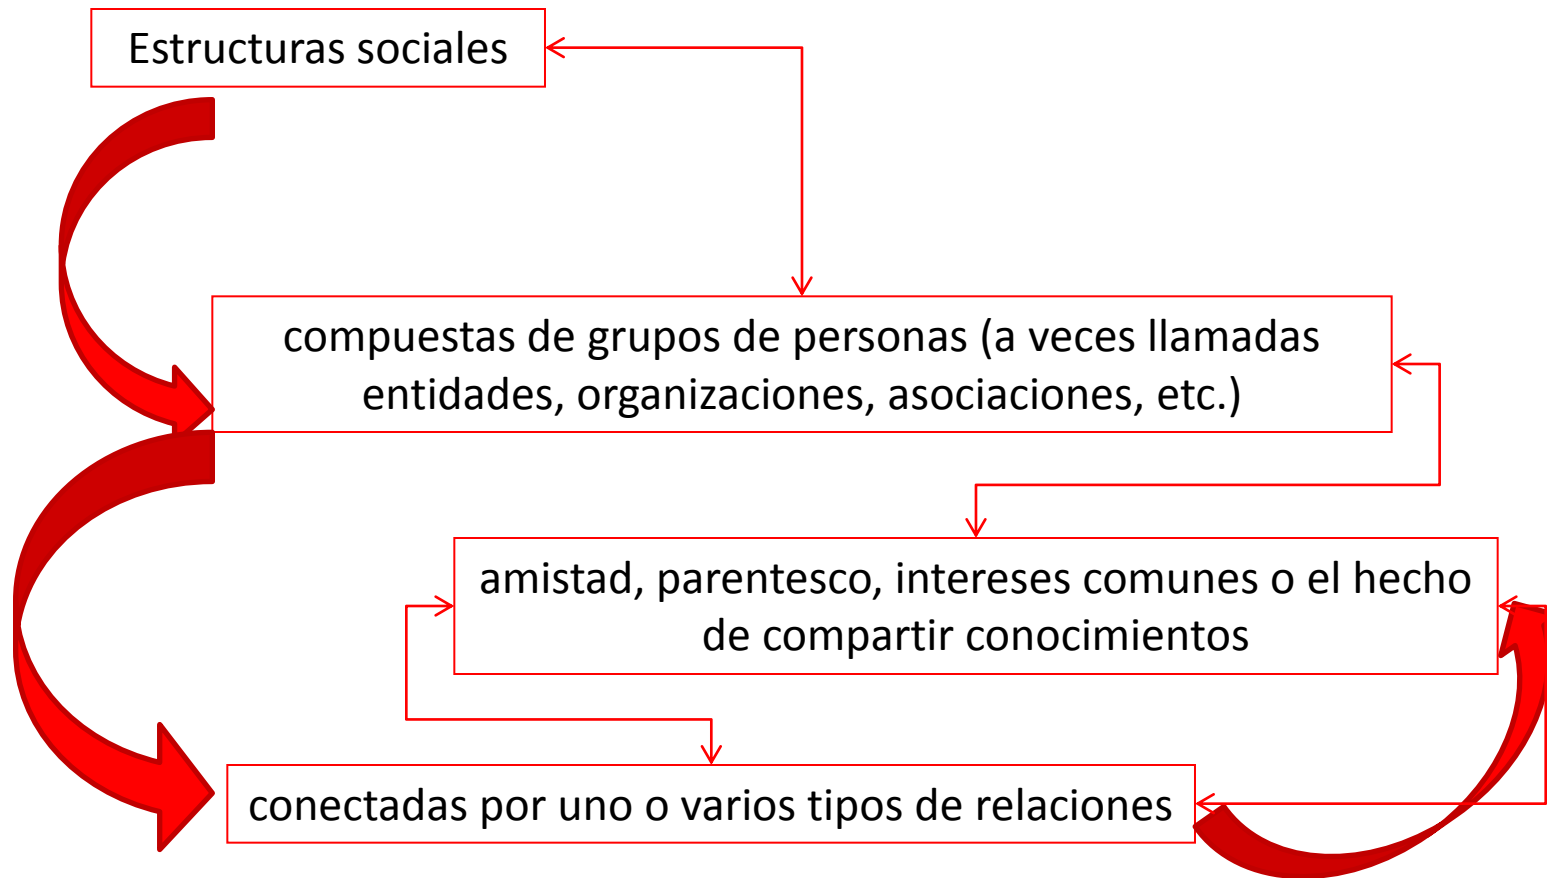 Estructuras sociales
compuestas de grupos de personas (a veces llamadas
entidades, organizaciones, asociaciones, etc.)
amistad, parentesco, intereses comunes o el hecho
de compartir conocimientos
conectadas por uno o varios tipos de relaciones